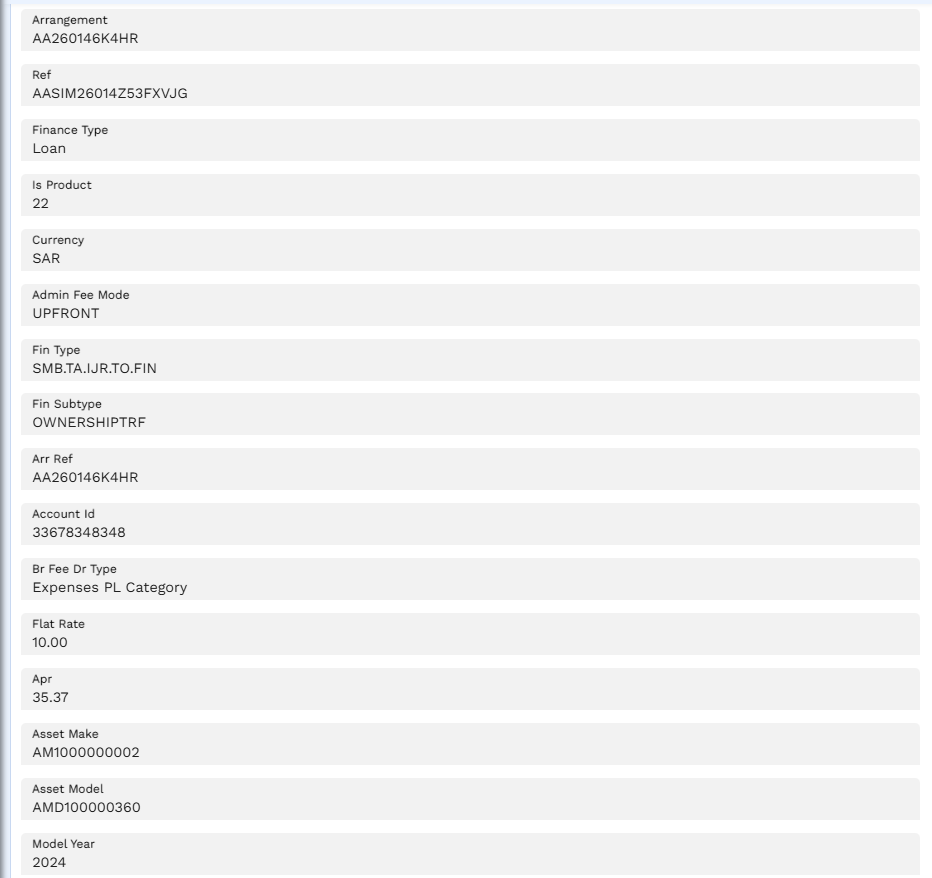 Arrangement
AA260146K4HR
Ref
AASIM26014Z53FXVJG
Finance Type
Loan
Is Product
22
Currency
SAR
Admin Fee Mode
UPFRONT
Fin Type
SMB.TA.IJR.TO.FIN
Fin Subtype
OWNERSHIPTRF
Arr Ref
AA260146K4HR
Account Id
33678348348
Br Fee Dr Type
Expenses PL Category
Flat Rate
10.00
Apr
35.37
Asset Make
AM1000000002
Asset Model
AMD100000360
Model Year
2024